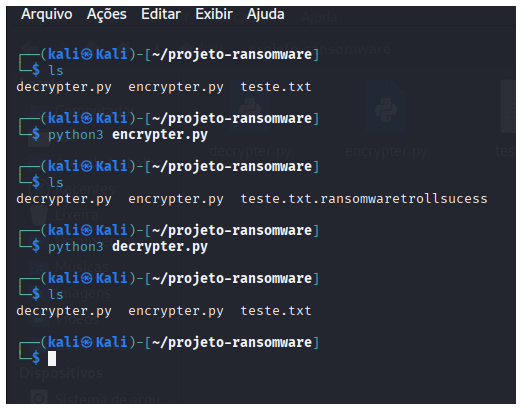 Arquivo Ações Editar Exibir Ajuda
┌──(kali㉿Kali)-[~/projeto-ransomware]
└─$ ls
decrypter.py encrypter.py teste.txt
┌──(kali㉿Kali)-[~/projeto-ransomware]
└─$ python3 encrypter.py
┌──(kali㉿Kali)-[~/projeto-ransomware]
└─$ ls
decrypter.py encrypter.py teste.txt.ransomwaretrollsucess
┌──(kali㉿Kali)-[~/projeto-ransomware]
└─$ python3 decrypter.py
┌──(kali㉿Kali)-[~/projeto-ransomware]
└─$ ls
decrypter.py encrypter.py teste.txt
┌──(kali㉿Kali)-[~/projeto-ransomware]
└─$
Dispositivos